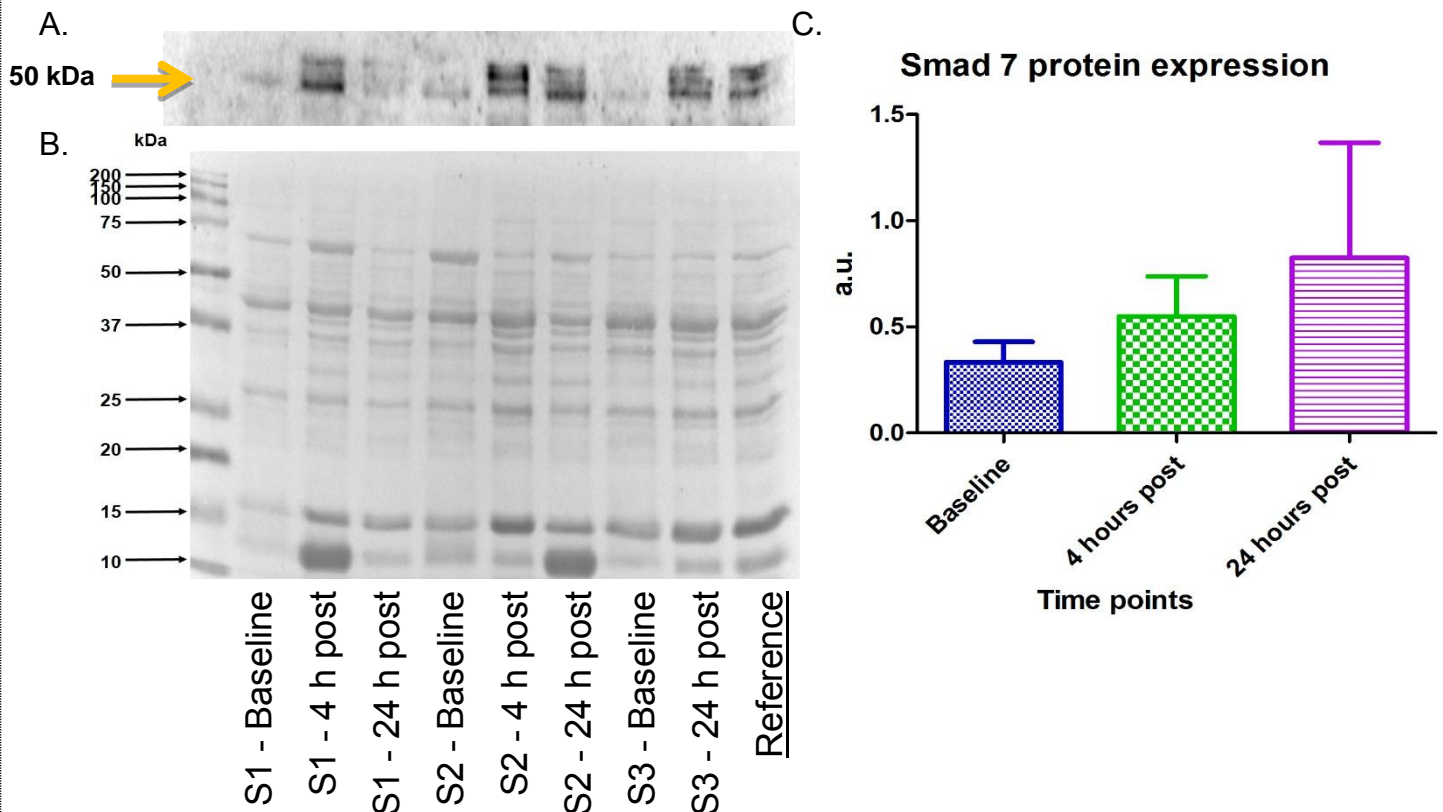 A.
50 kDa
B.
kDa
200
150
100
75
50
37
25
20
15
10
S1 - Baseline
S1 - 4 h post
S1 - 24 h post
S2 - Baseline
S2 - 4 h post
S2 - 24 h post
S3 - Baseline
S3 - 24 h post
Reference
C.
Smad 7 protein expression
a.u.
1.5
1.0
0.5
0.0
Baseline
4 hours post
24 hours post
Time points